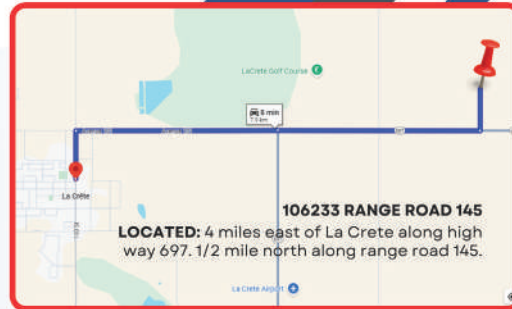 LaCrete Golf Course
8 min
La Crête
106233 RANGE ROAD 145
LOCATED: 4 miles east of La Crete along high
way 697. 1/2 mile north along range road 145.
La Crete Airport